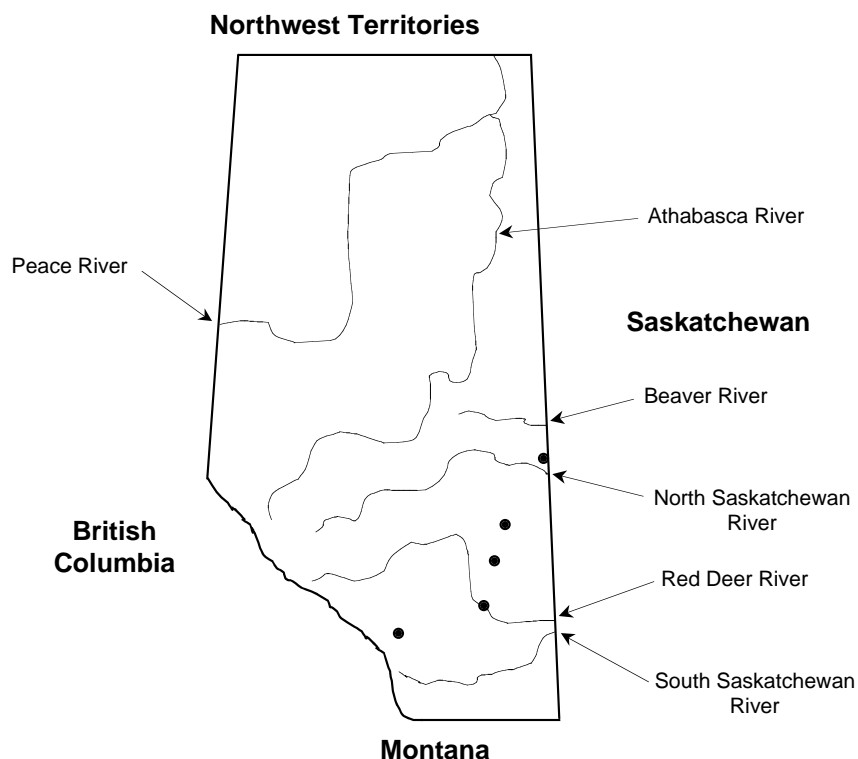 Northwest Territories
Athabasca River
Peace River
Saskatchewan
Beaver River
North Saskatchewan
River
British
Columbia
Red Deer River
South Saskatchewan
River
Montana